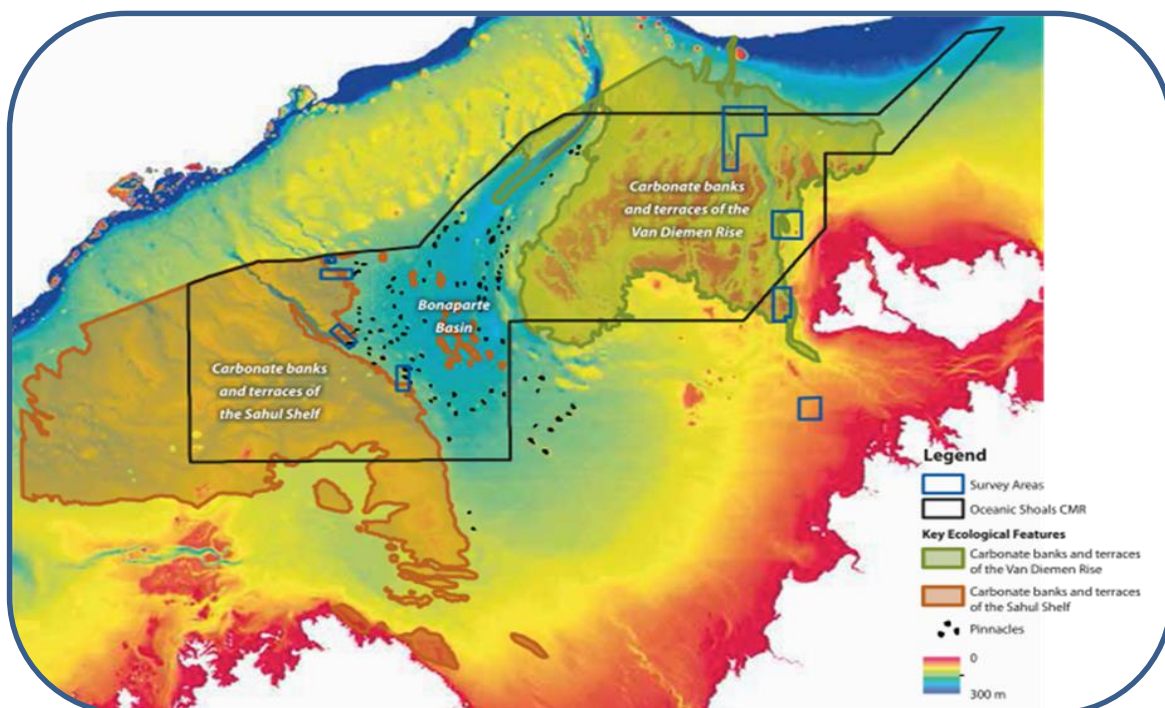 Carbonate banks
and terraces of the
Van Diemen Rise
Bonaparte
Basin
Carbonate banks
and terraces of
the Sahul Shelf
Legend
Survey Areas
Oceanic Shoals CMR
Key Ecological Features
Carbonate banks and terraces
of the Van Diemen Rise
Carbonate banks and terraces
of the Sahul Shelf
Pinnacles
0
300 m